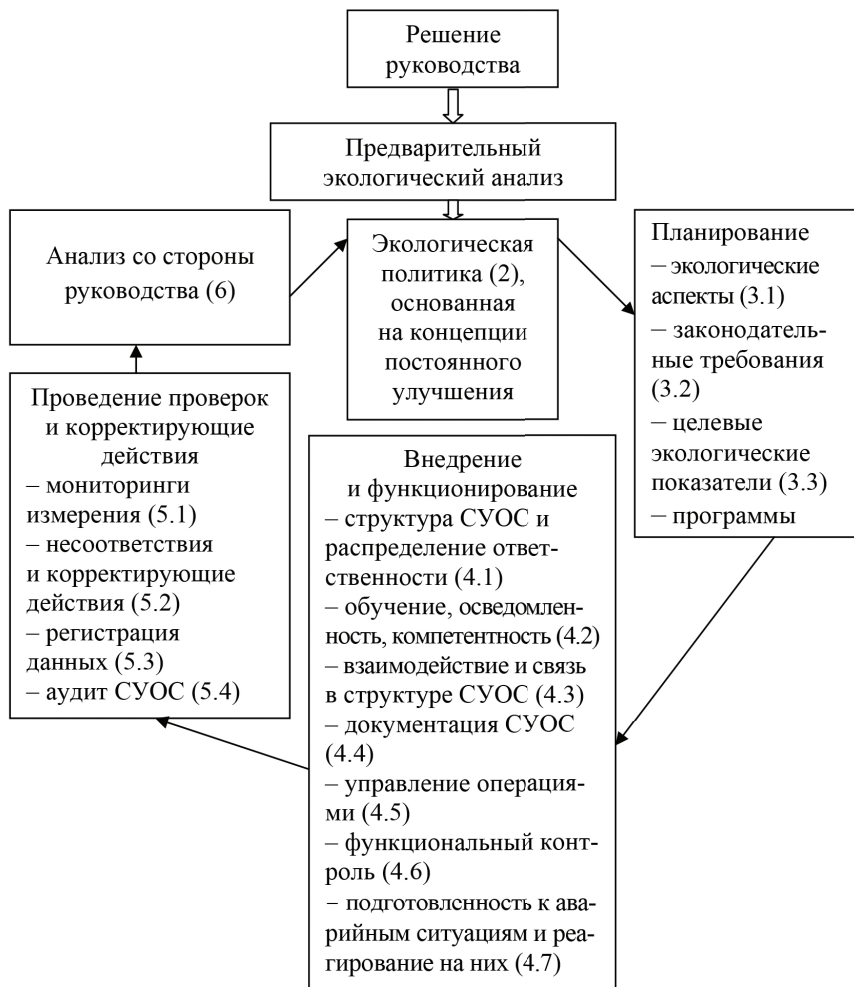 Решение
руководства
Предварительный
экологический анализ
Анализ со стороны
руководства (6)
Экологическая
политика (2),
основанная
на концепции
постоянного
улучшения
Планирование
– экологические
аспекты (3.1)
– законодатель-
ные требования
(3.2)
– целевые
экологические
показатели (3.3)
– программы
Внедрение
и функционирование
– структура СУОС и
распределение ответ-
ственности (4.1)
– обучение, осведомлен-
ность, компетентность (4.2)
– взаимодействие и связь
в структуре СУОС (4.3)
– документация СУОС
(4.4)
– управление операция-
ми (4.5)
– функциональный конт-
роль (4.6)
– подготовленность к ава-
рийным ситуациям и реа-
гирование на них (4.7)
Проведение проверок
и корректирующие
действия
– мониторинги
измерения (5.1)
– несоответствия
и корректирующие
действия (5.2)
– регистрация
данных (5.3)
– аудит СУОС (5.4)